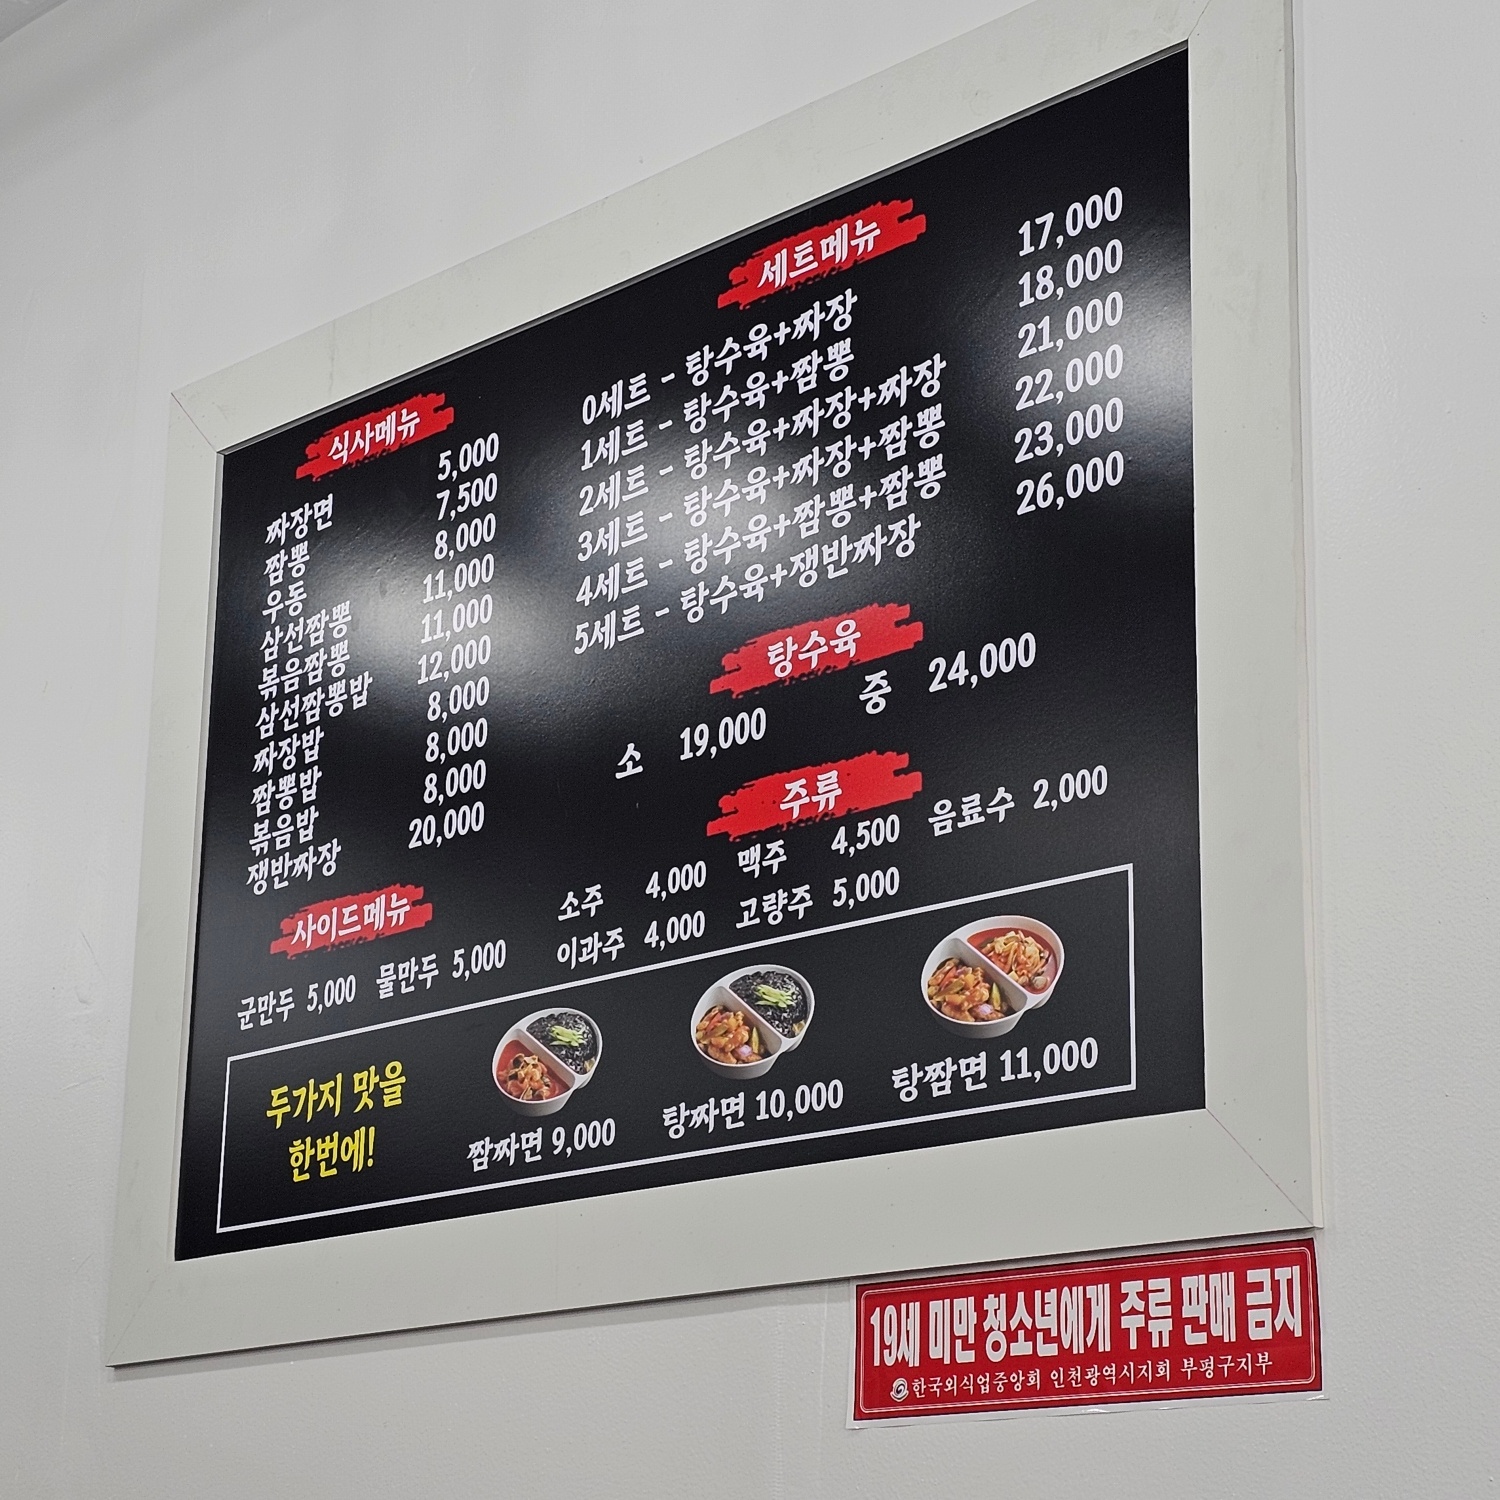 식사메뉴
짜장면 5,000
짬뽕 7,500
우동 8,000
삼선짬뽕 11,000
볶음짬뽕 11,000
삼선짬뽕밥 12,000
짜장밥 8,000
짬뽕밥 8,000
볶음밥 8,000
쟁반짜장 20,000
사이드메뉴
군만두 5,000 물만두 5,000
세트메뉴
0세트 - 탕수육+짜장 17,000
1세트 - 탕수육+짬뽕 18,000
2세트 - 탕수육+짜장+짜장 21,000
3세트 - 탕수육+짜장+짬뽕 22,000
4세트 - 탕수육+짬뽕+짬뽕 23,000
5세트 - 탕수육+쟁반짜장 26,000
탕수육
소 19,000 중 24,000
주류
소주 4,000 맥주 4,500 음료수 2,000
이과주 4,000 고량주 5,000
두가지 맛을
한번에!
짬짜면 9,000 탕짜면 10,000 탕짬면 11,000
19세 미만 청소년에게 주류 판매 금지
한국외식업중앙회 인천광역시지회 부평구지부